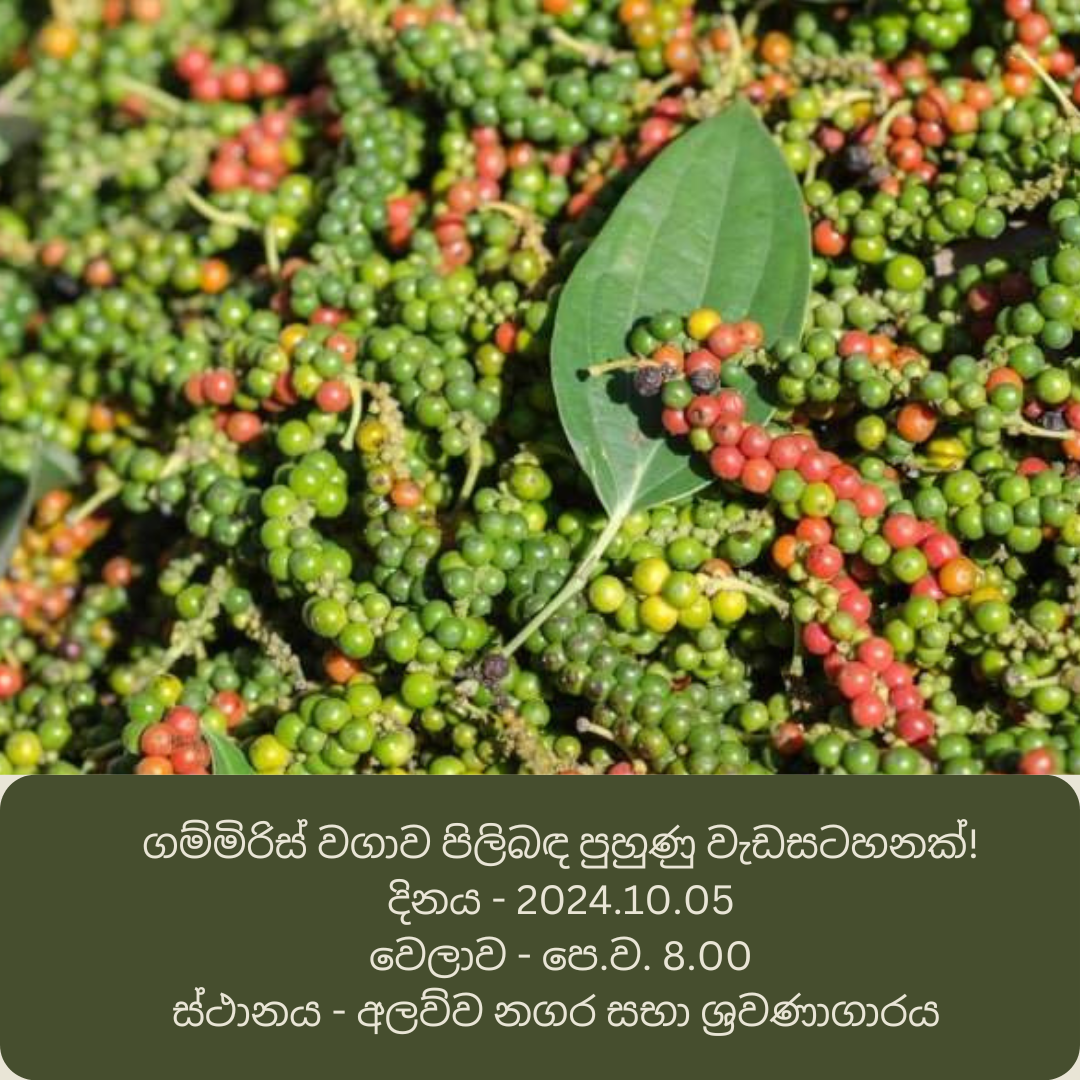 ගම්මිරිස් වගාව පිලිබඳ පුහුණු වැඩසටහනක්!
දිනය - 2024.10.05
වෙලාව - පෙ.ව. 8.00
ස්ථානය - අලව්ව නගර සභා ශ්‍රවණාගාරය